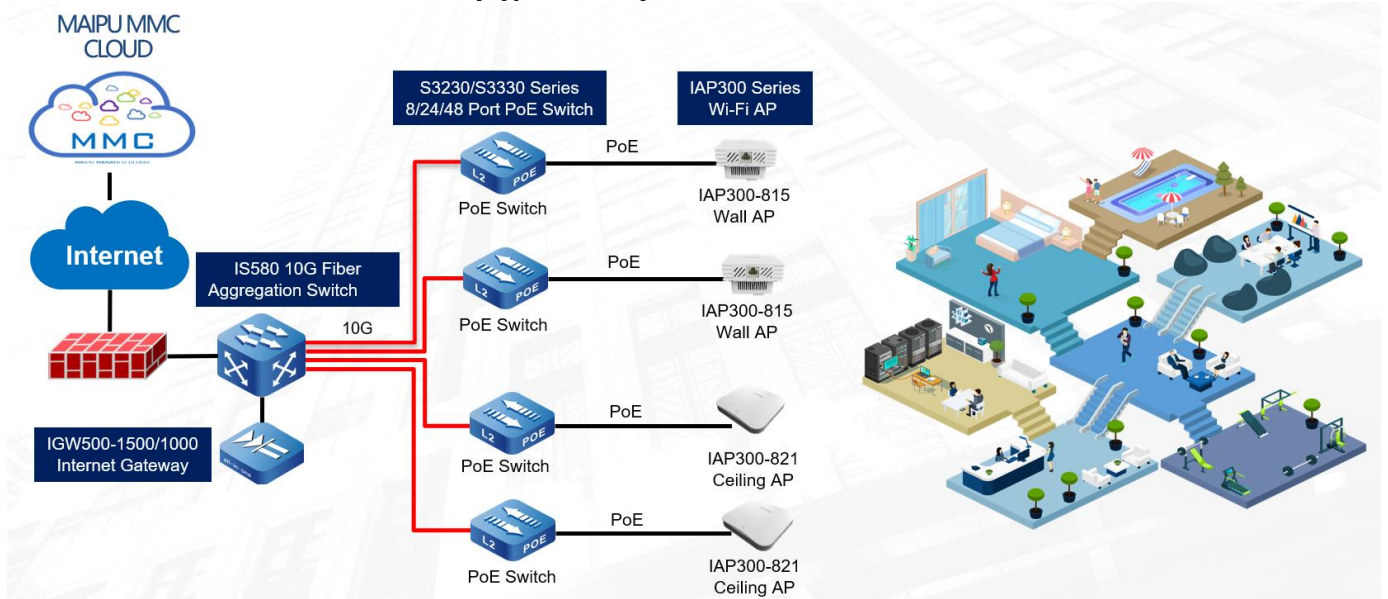 MAIPU MMC
CLOUD
MMC
Internet
IS580 10G Fiber
Aggregation Switch
10G
IGW500-1500/1000
Internet Gateway
S3230/S3330 Series
8/24/48 Port PoE Switch
IAP300 Series
Wi-Fi AP
L2 POE
PoE Switch
PoE
IAP300-815
Wall AP
L2 POE
PoE Switch
PoE
IAP300-815
Wall AP
L2 POE
PoE Switch
PoE
IAP300-821
Ceiling AP
L2 POE
PoE Switch
PoE
IAP300-821
Ceiling AP